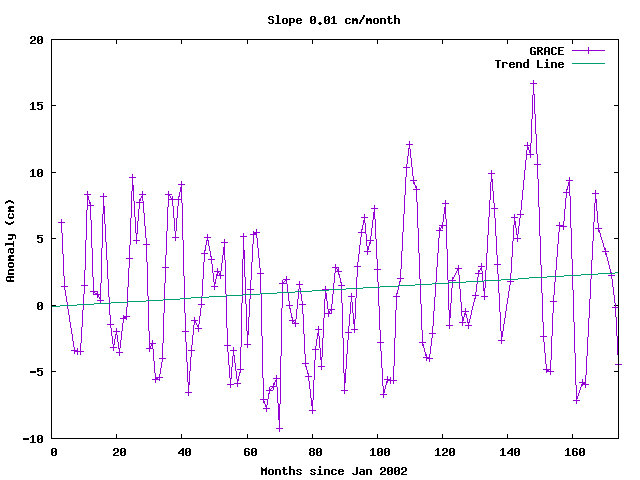 Slope 0.01 cm/month
20
15
10
5
0
-5
-10
Anomaly (cm)
GRACE
Trend Line
0 20 40 60 80 100 120 140 160
Months since Jan 2002